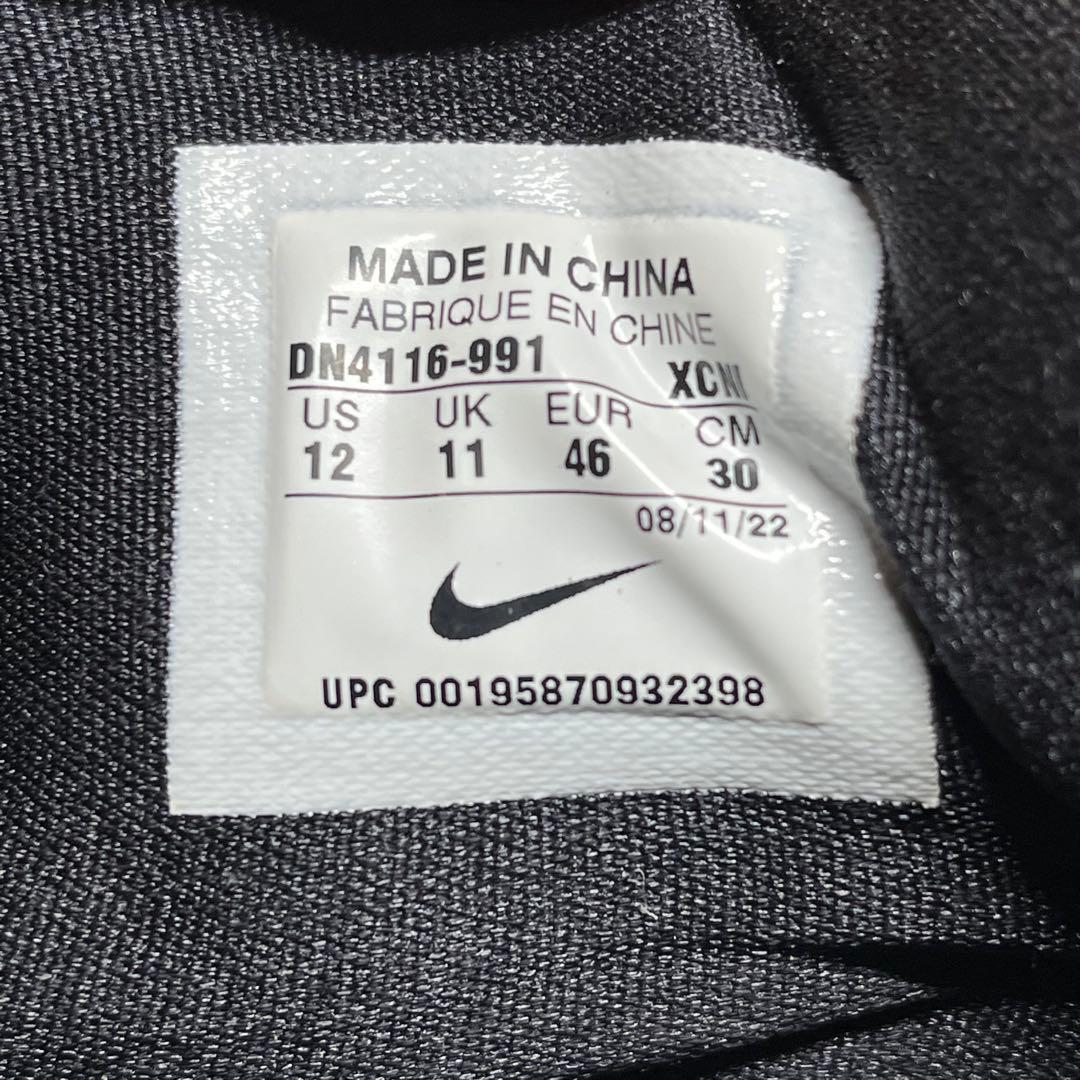 MADE IN CHINA
FABRIQUE EN CHINE
DN4116-991 XCNI
US UK EUR CM
12 11 46 30
08/11/22
UPC 00195870932398